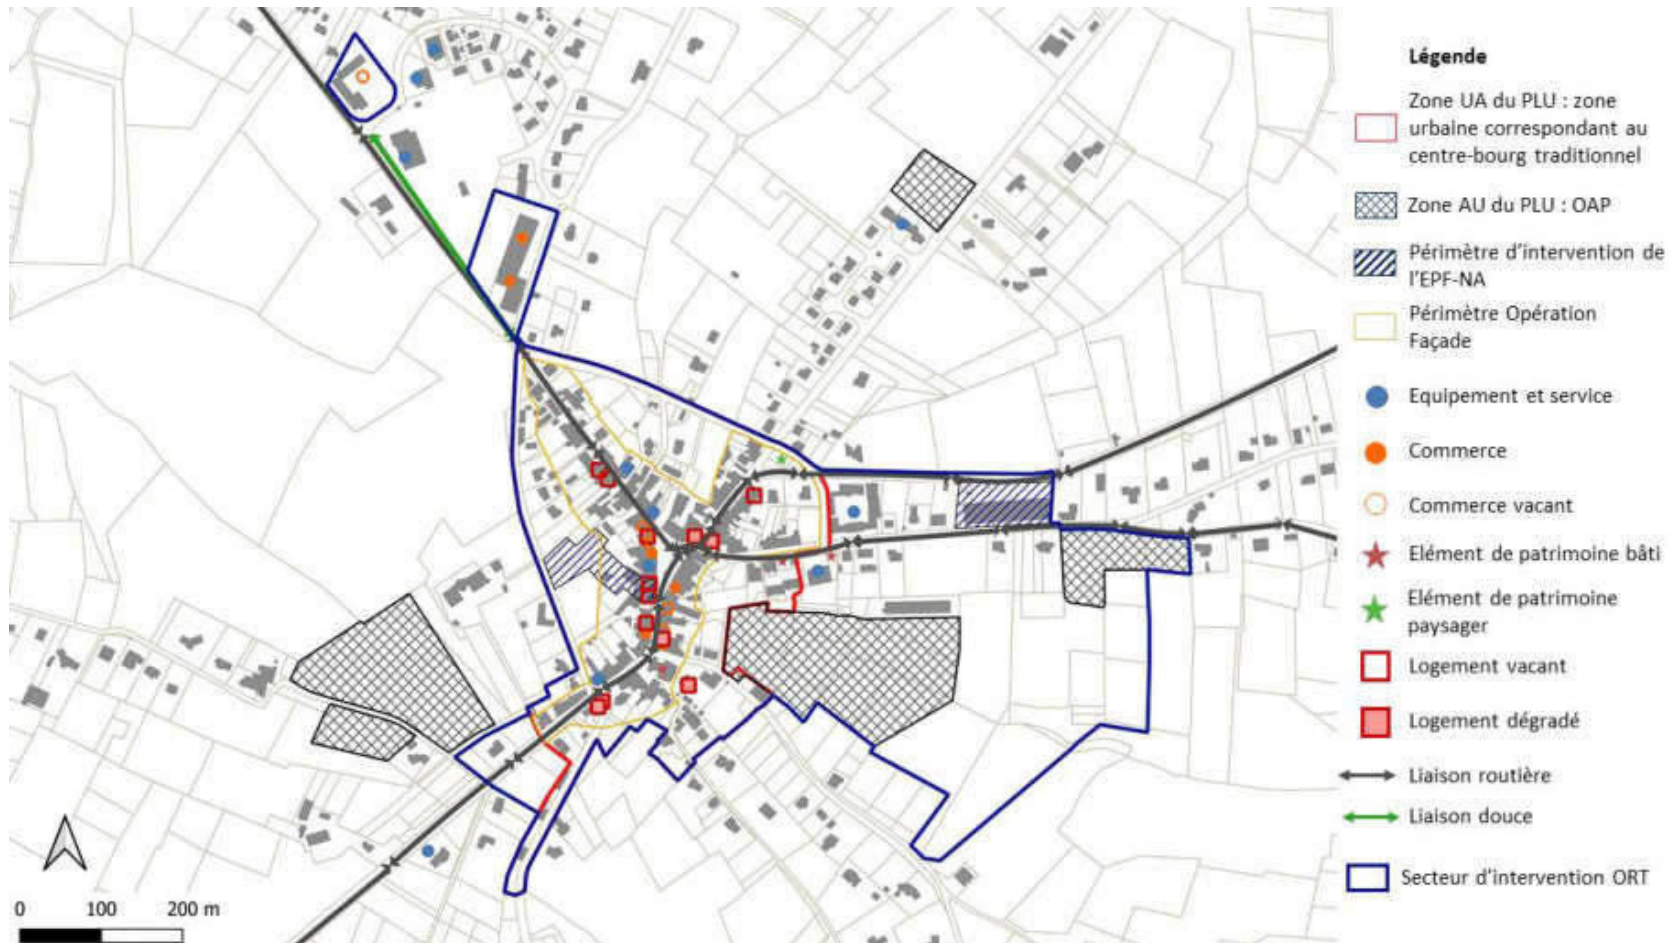 Légende
Zone UA du PLU : zone
urbaine correspondant au
centre-bourg traditionnel
Zone AU du PLU : OAP
Périmètre d'intervention de
l'EPF-NA
Périmètre Opération
Façade
Equipement et service
Commerce
Commerce vacant
Elément de patrimoine bâti
Elément de patrimoine
paysager
Logement vacant
Logement dégradé
Liaison routière
Liaison douce
Secteur d'intervention ORT
0 100 200 m